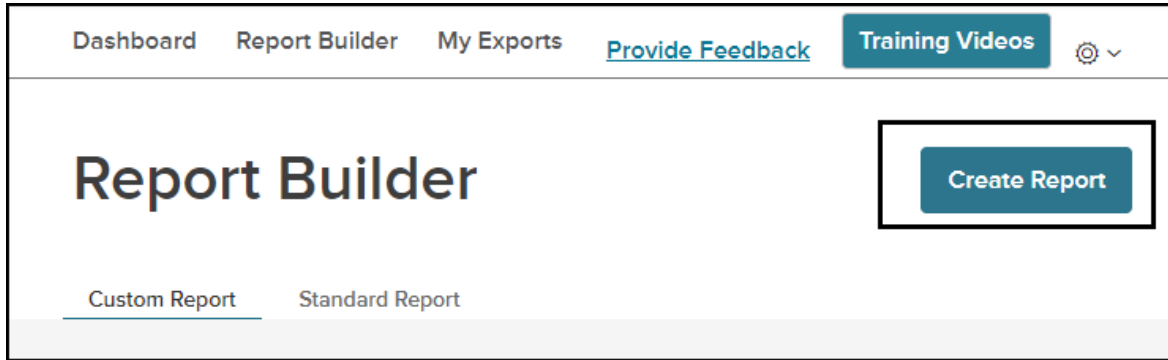 Dashboard Report Builder My Exports Provide Feedback Training Videos
Report Builder Create Report
Custom Report Standard Report